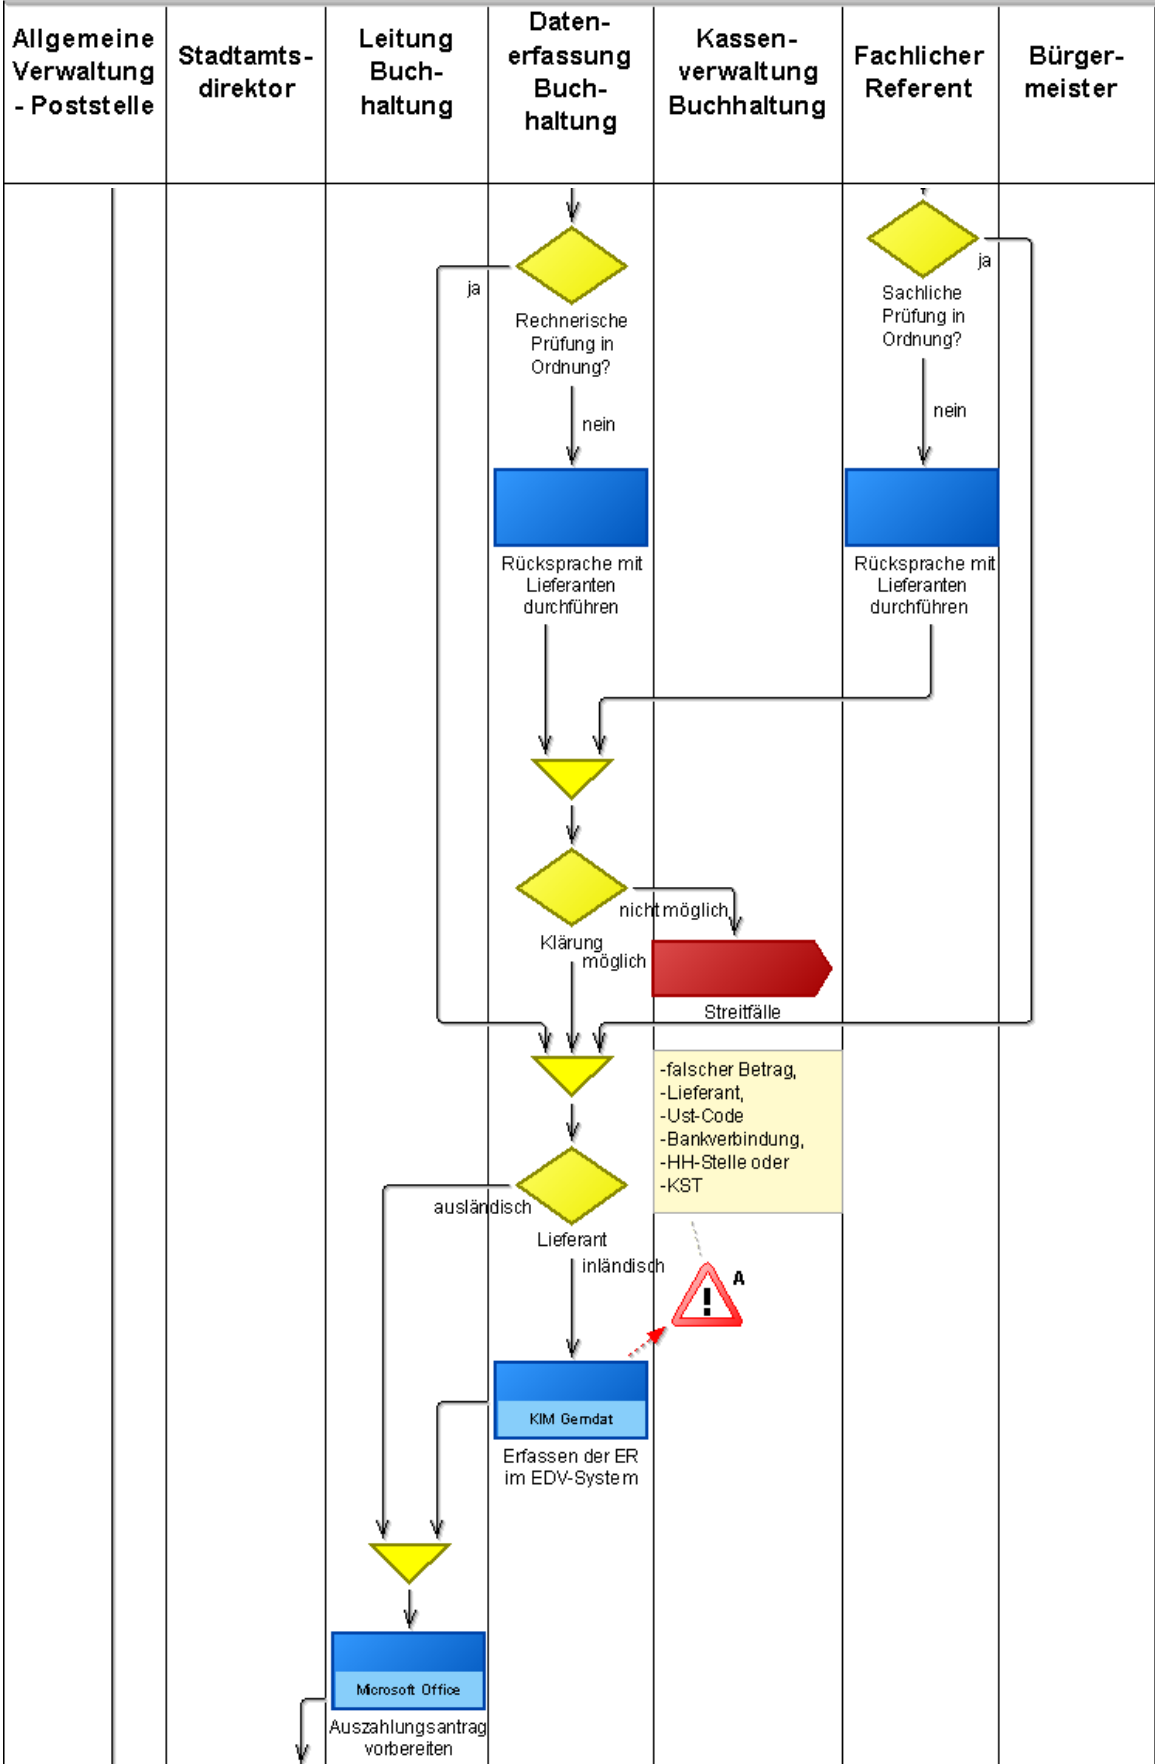 Allgemeine
Verwaltung
- Poststelle
Stadtamts-
direktor
Leitung
Buch-
haltung
Daten-
erfassung
Buch-
haltung
Kassen-
verwaltung
Buchhaltung
Fachlicher
Referent
Bürger-
meister
ja
Rechnerische
Prüfung in
Ordnung?
nein
ja
Sachliche
Prüfung in
Ordnung?
nein
Rücksprache mit
Lieferanten
durchführen
Rücksprache mit
Lieferanten
durchführen
nicht möglich
Klärung
möglich
Streitfälle
-falscher Betrag,
-Lieferant,
-Ust-Code
-Bankverbindung,
-HH-Stelle oder
-KST
ausländisch
Lieferant
inländisch
!
A
KIM Gemdat
Erfassen der ER
im EDV-System
Microsoft Office
Auszahlungsantrag
vorbereiten